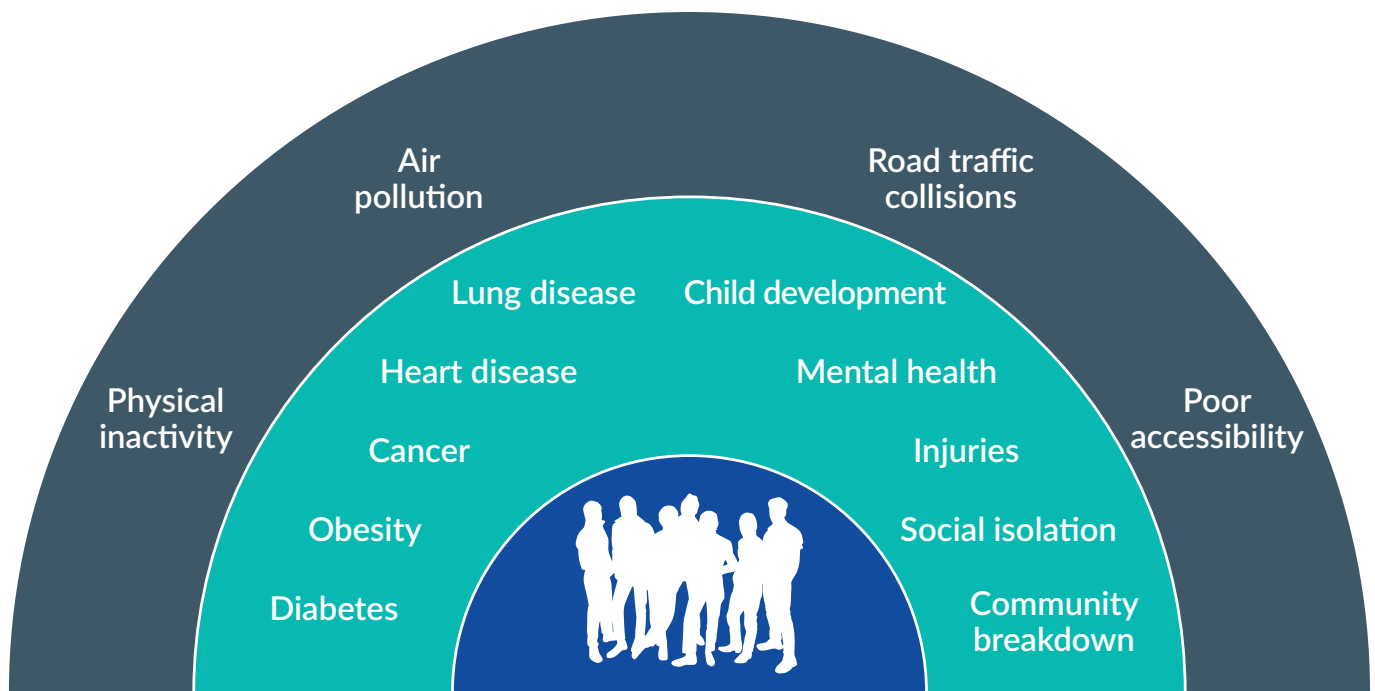 Air
pollution
Road traffic
collisions
Physical
inactivity
Poor
accessibility
Lung disease
Child development
Heart disease
Mental health
Cancer
Injuries
Obesity
Social isolation
Diabetes
Community
breakdown